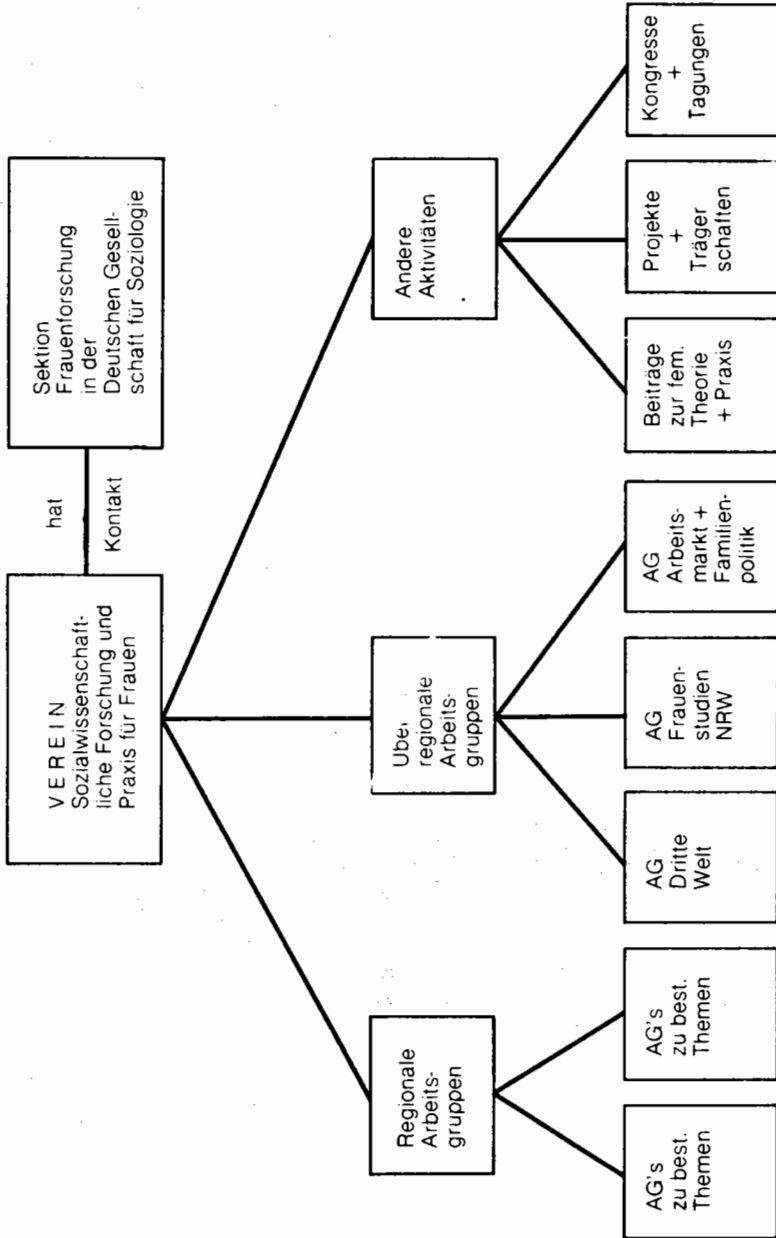 V E R E I N
Sozialwissenschaft-
liche Forschung und
Praxis für Frauen
hat
Kontakt
Sektion
Frauenforschung
in der
Deutschen Gesell-
schaft für Soziologie
Regionale
Arbeits-
gruppen
Über
regionale
Arbeits-
gruppen
Andere
Aktivitäten
AG's
zu best.
Themen
AG's
zu best.
Themen
AG
Dritte
Welt
AG
Frauen-
studien
NRW
AG
Arbeits-
markt +
Familien-
politik
Beiträge
zur fem.
Theorie
+ Praxis
Projekte
+
Träger
schaften
Kongresse
+
Tagungen